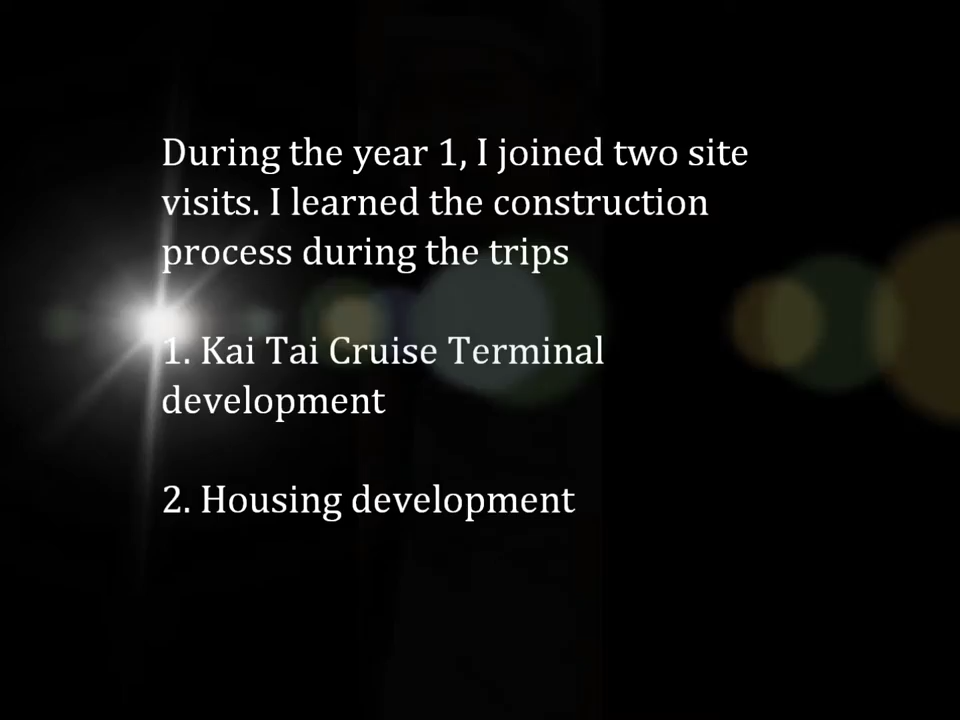 During the year 1, I joined two site
visits. I learned the construction
process during the trips
1. Kai Tai Cruise Terminal
development
2. Housing development